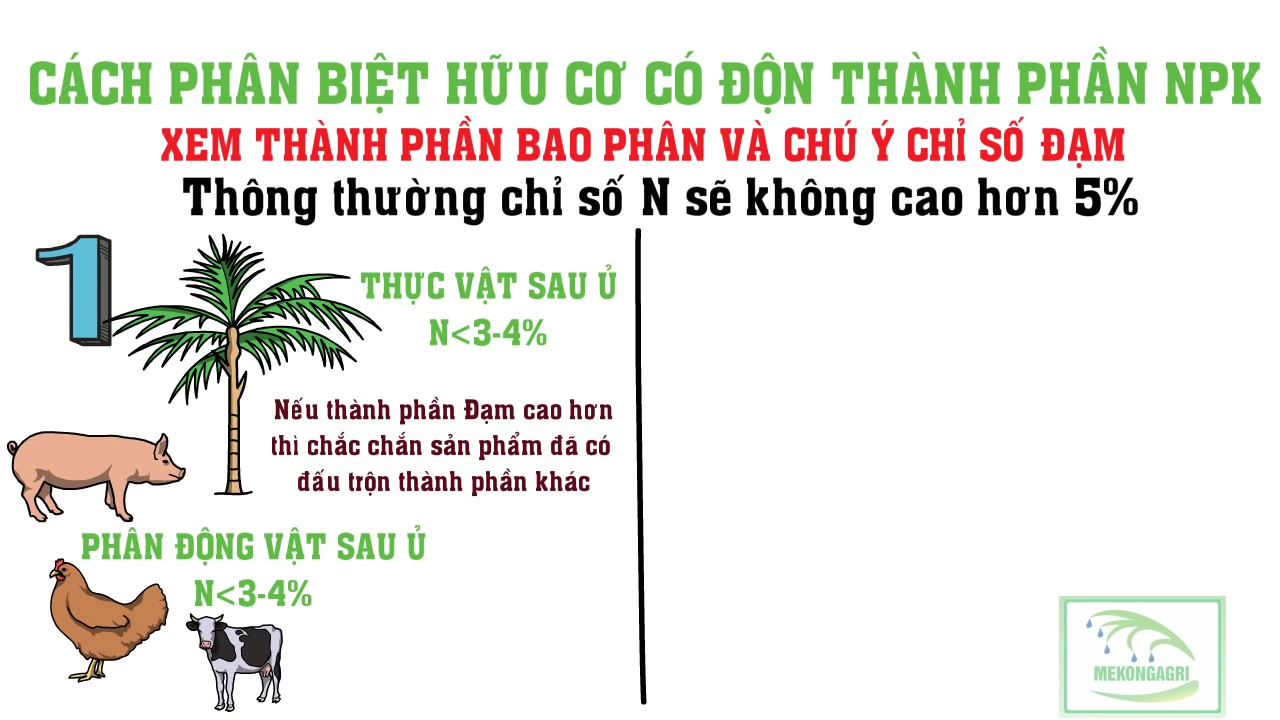 CÁCH PHÂN BIỆT HỮU CƠ CÓ ĐỘN THÀNH PHẦN NPK
XEM THÀNH PHẦN BAO PHÂN VÀ CHÚ Ý CHỈ SỐ ĐẠM
Thông thường chỉ số N sẽ không cao hơn 5%
1
THỰC VẬT SAU Ủ
N<3-4%
Nếu thành phần Đạm cao hơn
thì chắc chắn sản phẩm đã có
đấu trộn thành phần khác
PHÂN ĐỘNG VẬT SAU Ủ
N<3-4%
MEKONGAGRI